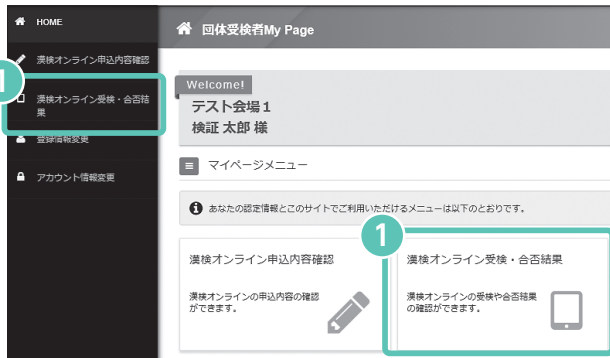 HOME
漢検オンライン申込内容確認
1
漢検オンライン受検・合否結
果
登録情報変更
アカウント情報変更
団体受検者My Page
Welcome!
テスト会場1
検証 太郎 様
マイページメニュー
あなたの認定情報とこのサイトでご利用いただけるメニューは以下のとおりです。
1
漢検オンライン申込内容確認
漢検オンラインの申込内容の確認
ができます。
漢検オンライン受検・合否結果
漢検オンラインの受検や合否結果
の確認ができます。